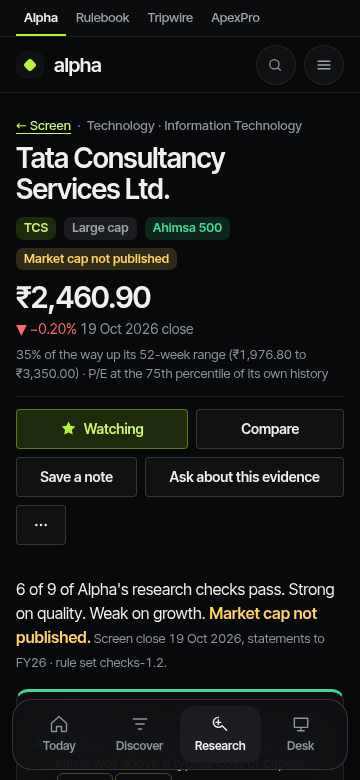 Alpha Rulebook Tripwire ApexPro
alpha
← Screen · Technology · Information Technology
Tata Consultancy
Services Ltd.
TCS Large cap Ahimsa 500
Market cap not published
₹2,460.90
▼ −0.20% 19 Oct 2026 close
35% of the way up its 52-week range (₹1,976.80 to
₹3,350.00) · P/E at the 75th percentile of its own history
★ Watching Compare
Save a note Ask about this evidence
···
6 of 9 of Alpha's research checks pass. Strong
on quality. Weak on growth. Market cap not
published. Screen close 19 Oct 2026, statements to
FY26 · rule set checks-1.2.
Today Discover Research Desk